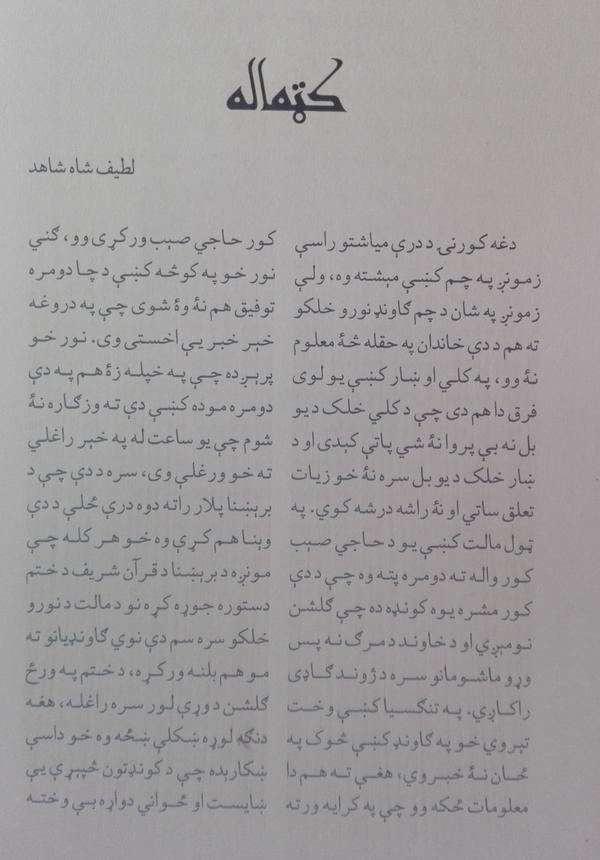 کټماله
لطیف شاه شاهد
دغه کورنۍ د درې میاشتو راسې
زمونږ په چم کښې مېشته وه، ولې
زمونږ په شان د چم ګاونډ نورو خلکو
ته هم د دې خاندان په حقله څۀ معلوم
نۀ وو، په کلي او ښار کښې یو لوی
فرق دا هم دی چې د کلي خلک د یو
بل نه بې پروا نۀ شي پاتې کېدی او د
ښار خلک د یو بل سره نۀ خو زیات
تعلق ساتي او نۀ راشه درشه کوي. په
ټول مالت کښې یو د حاجي صېب
کور واله ته دومره پته وه چې د دې
کور مشره یوه کونډه ده چې ګلشن
نومېږي او د خاوند د مرګ نه پس
وړو ماشومانو سره د ژوند ګاډی
راکاږي. په تنګسیا کښې وخت
تېروي خو په ګاونډ کښې څوک په
ځان نۀ خبروي، هغې ته هم دا
معلومات ځکه وو چې په کرایه ورته
کور حاجي صېب ورکړی وو، ګني
نور خو په کوڅه کښې د چا دومره
توفیق هم نۀ وۀ شوی چې په دروغه
خبر خبر یې اخستی وی. نور خو
پرېږده چې په خپله زۀ هم په دې
دومره موده کښې دې ته وزګاره نۀ
شوم چې یو ساعت له په خبر راغلي
ته خو ورغلې وی، سره د دې چې د
برېښنا پلار راته دوه درې ځلې د دې
وېنا هم کړې وه خو هر کله چې
مونږه د برېښنا د قرآن شریف د ختم
دستوره جوړه کړه نو د مالت د نورو
خلکو سره سم دې نوي ګاونډیانو ته
مو هم بلنه ورکړه، د ختم په ورځ
ګلشن د وړې لور سره راغله، هغه
دنګه لوړه ښکلې ښځه وه خو داسې
ښکارېده چې د کونډتون څپېړې یې
ښایست او ځواني دواړه بې وخته